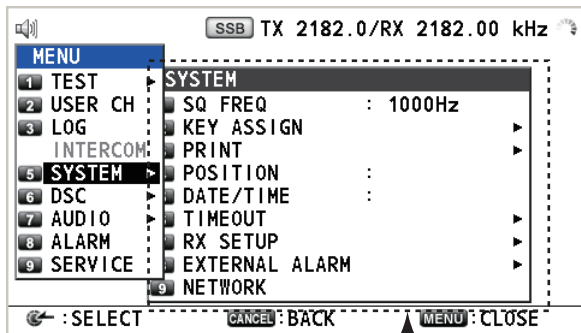 SSB TX 2182.0/RX 2182.00 kHz
MENU
1 TEST
2 USER CH
3 LOG
INTERCOM
5 SYSTEM
6 DSC
7 AUDIO
8 ALARM
9 SERVICE
SYSTEM
SQ FREQ : 1000Hz
KEY ASSIGN
PRINT
POSITION :
DATE/TIME :
TIMEOUT
RX SETUP
EXTERNAL ALARM
9 NETWORK
: SELECT CANCEL : BACK MENU : CLOSE